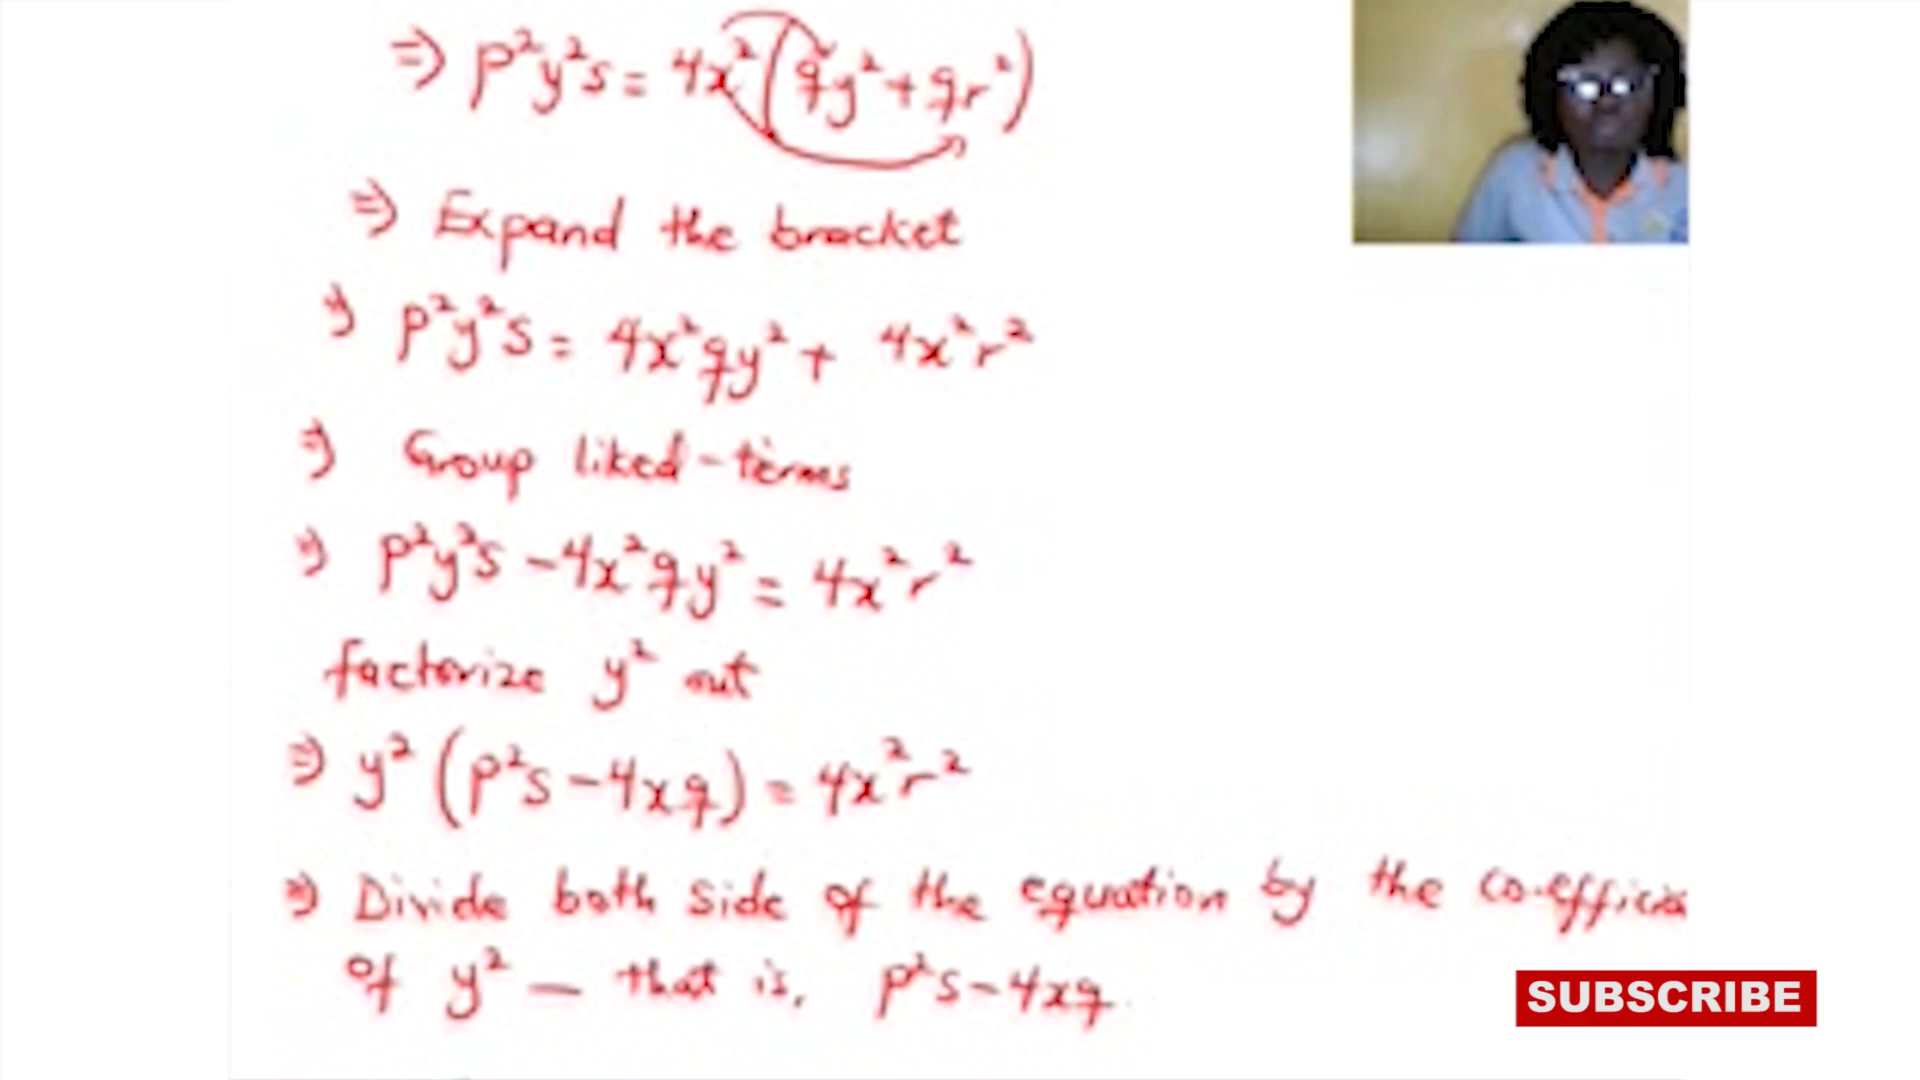 ⇒ p²y²s = 4x²(qy² + qr²)
⇒ Expand the bracket
⇒ p²y²s = 4x²qy² + 4x²r²
⇒ Group liked-terms
⇒ p²y²s - 4x²qy² = 4x²r²
factorize y² out
⇒ y² (p²s - 4xq) = 4x²r²
⇒ Divide both side of the equation by the co-efficie
of y² — that is, p²s - 4xq.
SUBSCRIBE